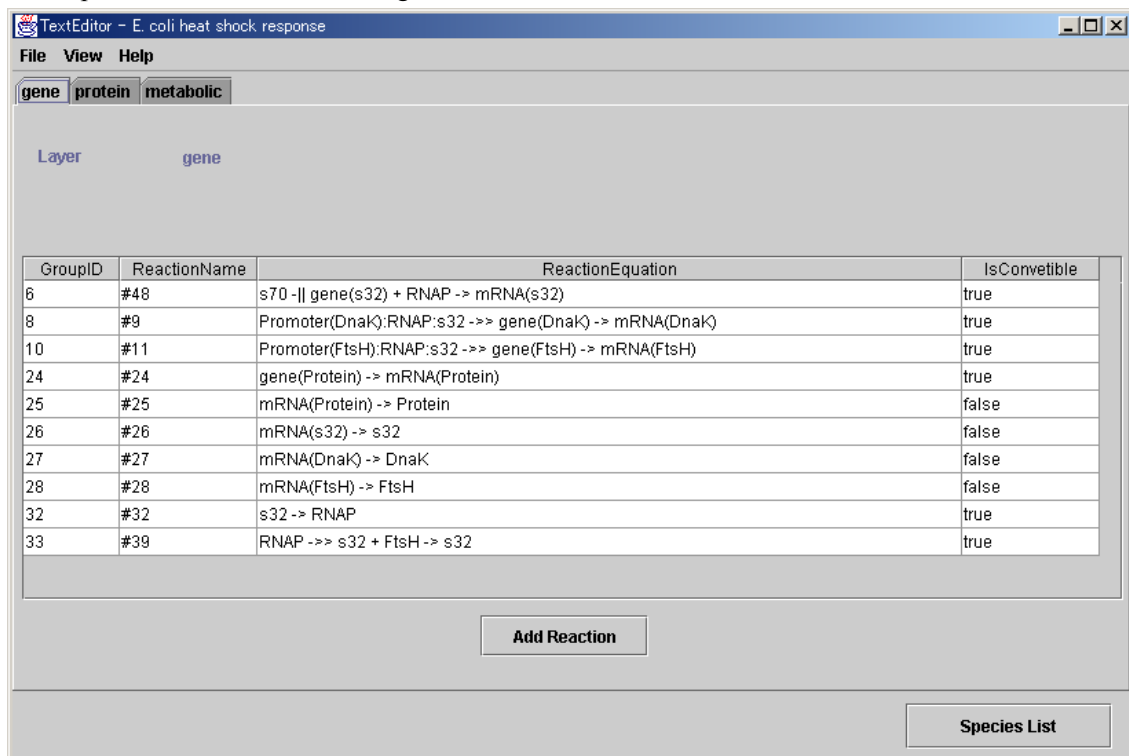 TextEditor - E. coli heat shock response
File View Help
gene protein metabolic
Layer gene
GroupID ReactionName ReactionEquation IsConvetible
6 #48 s70 -|| gene(s32) + RNAP -> mRNA(s32) true
8 #9 Promoter(DnaK):RNAP:s32 ->> gene(DnaK) -> mRNA(DnaK) true
10 #11 Promoter(FtsH):RNAP:s32 ->> gene(FtsH) -> mRNA(FtsH) true
24 #24 gene(Protein) -> mRNA(Protein) true
25 #25 mRNA(Protein) -> Protein false
26 #26 mRNA(s32) -> s32 false
27 #27 mRNA(DnaK) -> DnaK false
28 #28 mRNA(FtsH) -> FtsH false
32 #32 s32 -> RNAP true
33 #39 RNAP ->> s32 + FtsH -> s32 true
Add Reaction
Species List